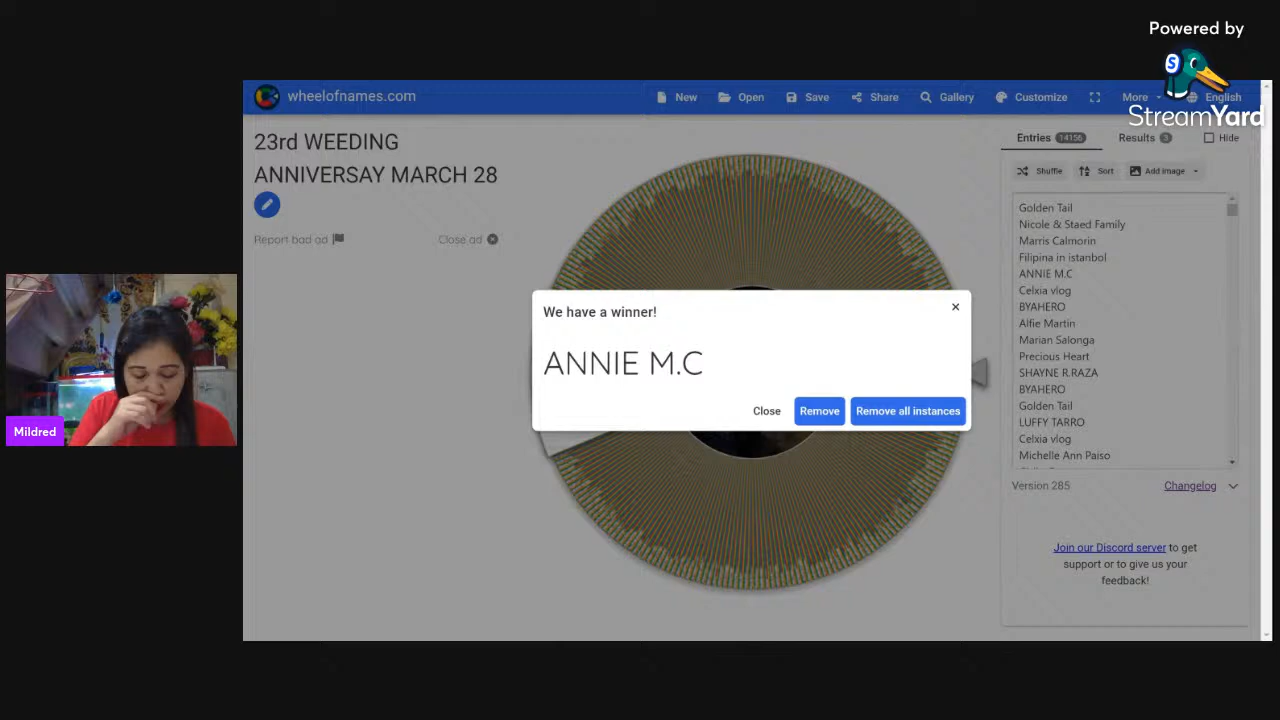 Powered by
StreamYard
wheelofnames.com
New
Open
Save
Share
Gallery
Customize
More
English
23rd WEEDING
ANNIVERSAY MARCH 28
Report bad ad
Close ad
Entries 14156
Results 3
Hide
Shuffle
Sort
Add image
Golden Tail
Nicole & Staed Family
Marris Calmorin
Filipina in istanbol
ANNIE M.C
Celxia vlog
BYAHERO
Alfie Martin
Marian Salonga
Precious Heart
SHAYNE R.RAZA
BYAHERO
Golden Tail
LUFFY TARRO
Celxia vlog
Michelle Ann Paiso
We have a winner!
ANNIE M.C
Close
Remove
Remove all instances
Version 285
Changelog
Join our Discord server to get
support or to give us your
feedback!
Mildred